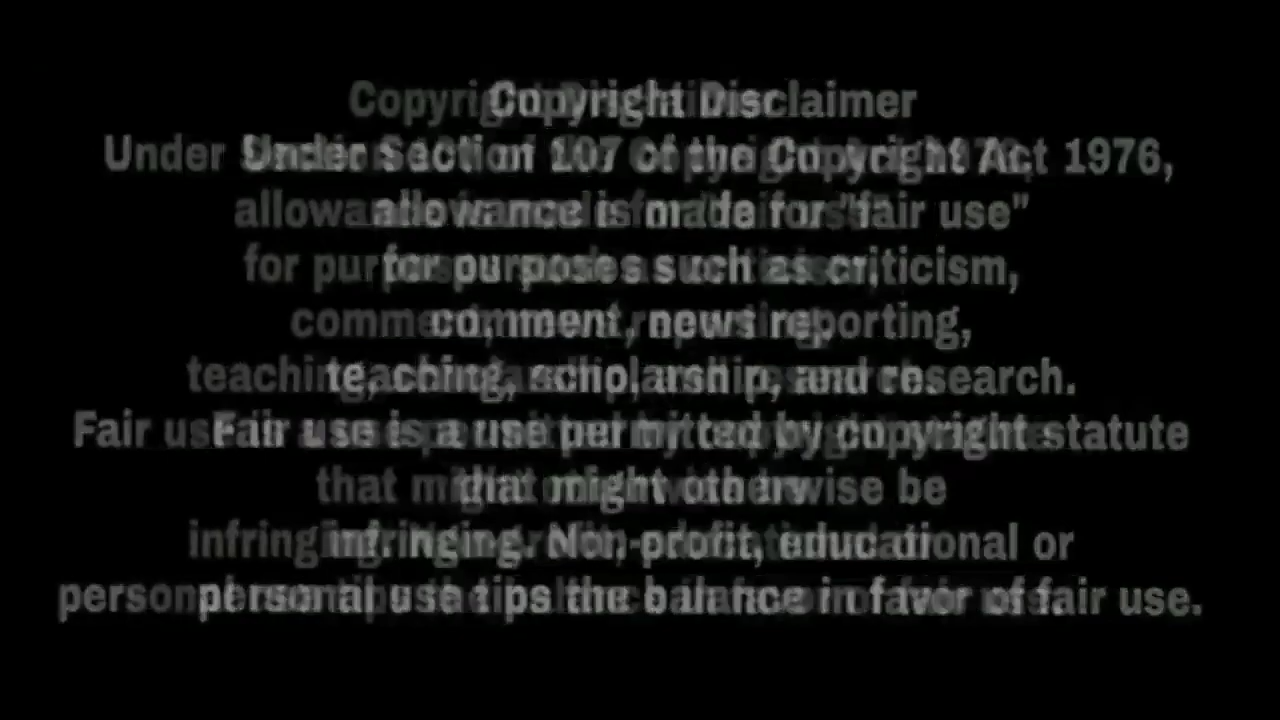 Copyright Disclaimer
Under Section 107 of the Copyright Act 1976,
allowance is made for "fair use"
for purposes such as criticism,
comment, news reporting,
teaching, scholarship, and research.
Fair use is a use permitted by copyright statute
that might otherwise be
infringing. Non-profit, educational or
personal use tips the balance in favor of fair use.